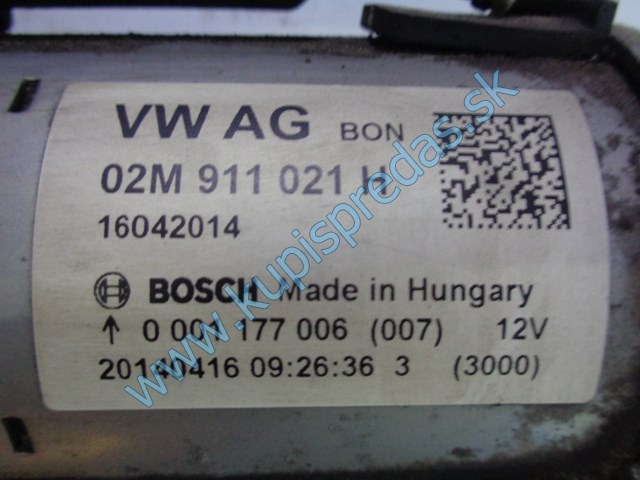 VW AG BON
02M 911 021 H
16042014
BOSCH Made in Hungary
↑ 0 001 177 006 (007) 12V
20140416 09:26:36 3 (3000)
www.kupispredas.sk